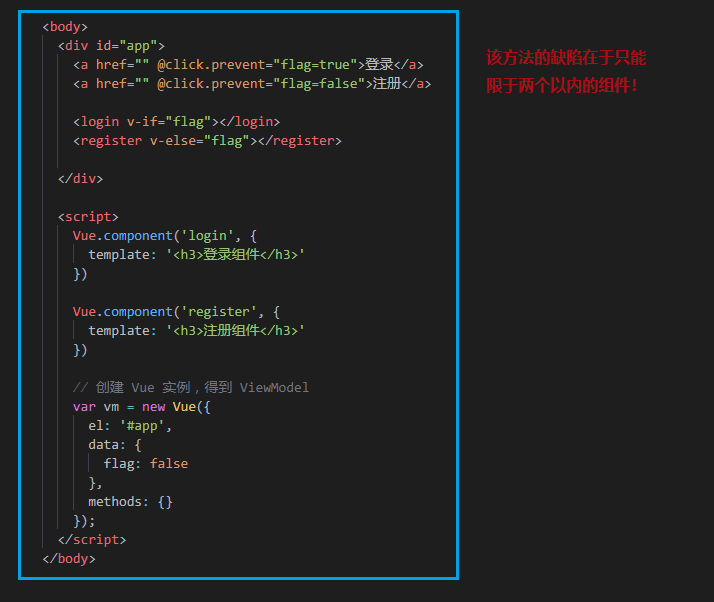 <body>
<div id="app">
<a href="" @click.prevent="flag=true">登录</a>
<a href="" @click.prevent="flag=false">注册</a>
<login v-if="flag"></login>
<register v-else="flag"></register>
</div>
<script>
Vue.component('login', {
template: '<h3>登录组件</h3>'
})
Vue.component('register', {
template: '<h3>注册组件</h3>'
})
// 创建 Vue 实例，得到 ViewModel
var vm = new Vue({
el: '#app',
data: {
flag: false
},
methods: {}
});
</script>
</body>
该方法的缺陷在于只能
限于两个以内的组件！